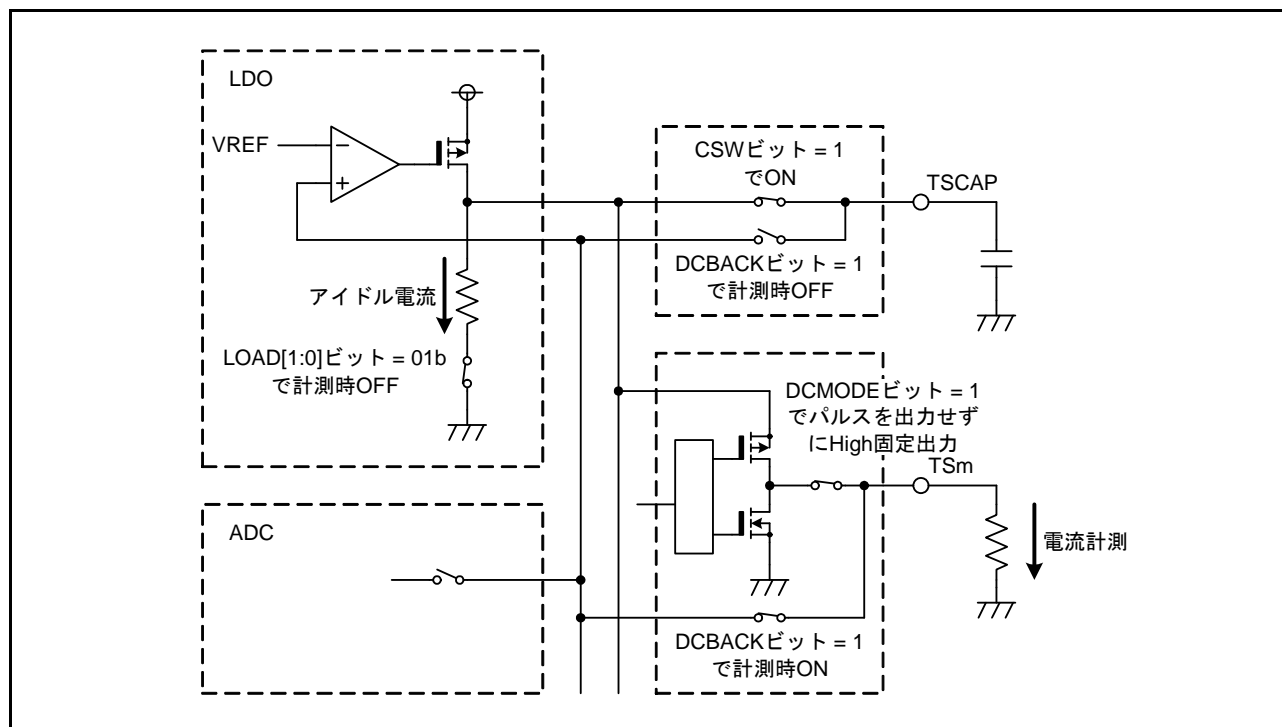 LDO
VREF
−
+
アイドル電流
LOAD[1:0]ビット = 01b
で計測時OFF
CSWビット = 1
でON
TSCAP
DCBACKビット = 1
で計測時OFF
DCMODEビット = 1
でパルスを出力せず
にHigh固定出力
TSm
電流計測
ADC
DCBACKビット = 1
で計測時ON